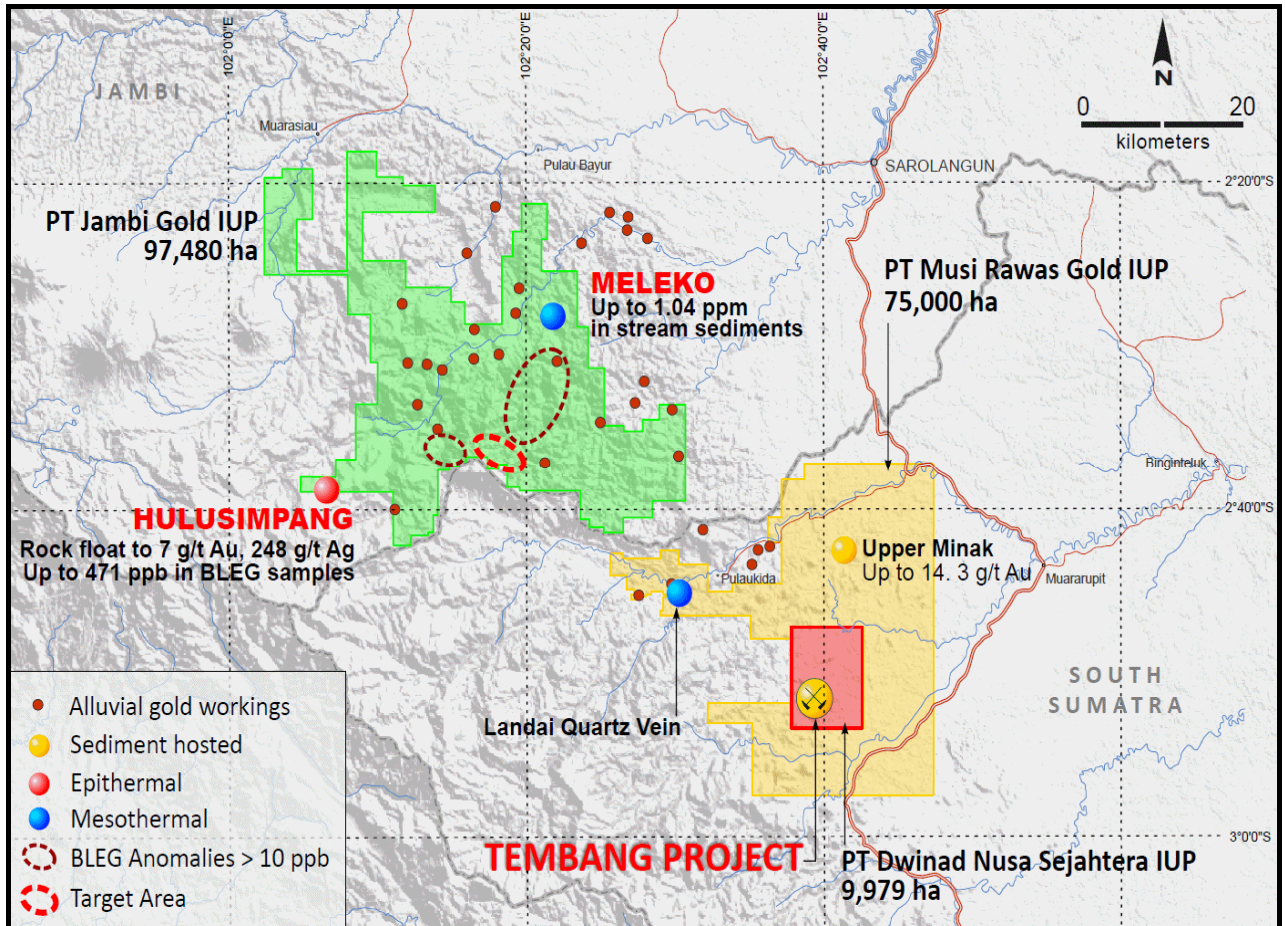 102°0'0"E
102°20'0"E
102°40'0"E
N
0 20
kilometers
JAMBI
Muarasiau
Pulau Bayur
SAROLANGUN
2°20'0"S
PT Jambi Gold IUP
97,480 ha
MELEKO
Up to 1.04 ppm
in stream sediments
PT Musi Rawas Gold IUP
75,000 ha
Binginteluk
2°40'0"S
HULUSIMPANG
Rock float to 7 g/t Au, 248 g/t Ag
Up to 471 ppb in BLEG samples
Upper Minak
Up to 14. 3 g/t Au
Pulaukida
Muararupit
SOUTH
SUMATRA
Landai Quartz Vein
Alluvial gold workings
Sediment hosted
Epithermal
Mesothermal
BLEG Anomalies > 10 ppb
Target Area
3°0'0"S
TEMBANG PROJECT
PT Dwinad Nusa Sejahtera IUP
9,979 ha